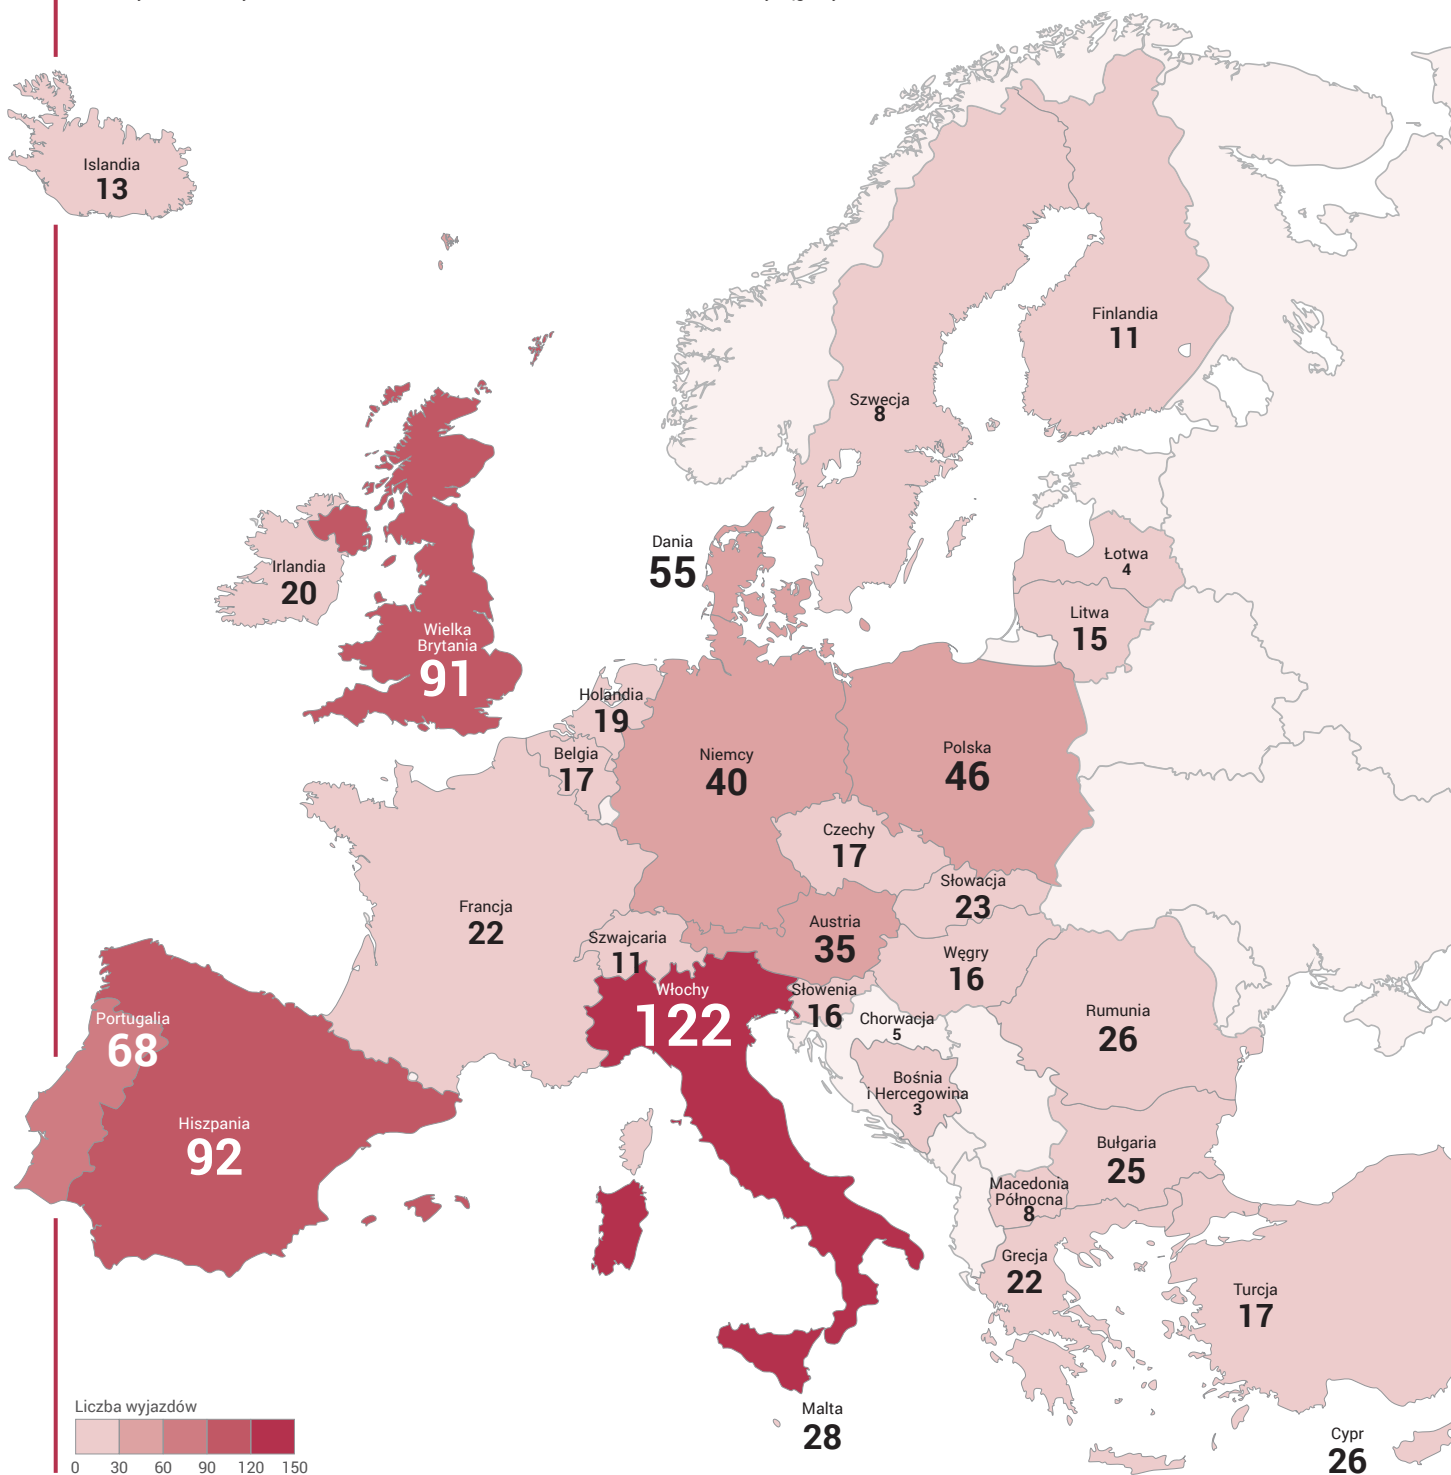 Islandia
13
Finlandia
11
Szwecja
8
Dania
55
Łotwa
4
Irlandia
20
Litwa
15
Wielka
Brytania
91
Holandia
19
Belgia
17
Niemcy
40
Polska
46
Czechy
17
Słowacja
23
Francja
22
Austria
35
Szwajcaria
11
Węgry
16
Włochy
122
Słowenia
16
Chorwacja
5
Rumunia
26
Portugalia
68
Bośnia
i Hercegowina
3
Hiszpania
92
Bułgaria
25
Macedonia
Północna
8
Grecja
22
Turcja
17
Malta
28
Cypr
26
Liczba wyjazdów
0 30 60 90 120 150